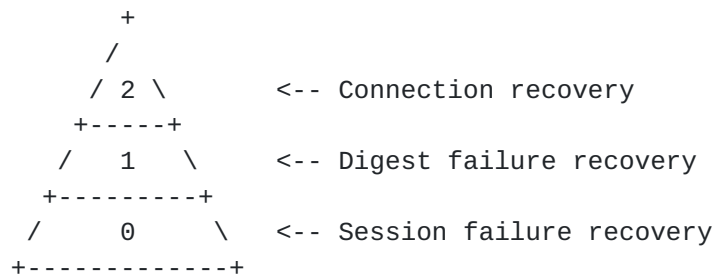 +
/
/ 2 \ <-- Connection recovery
+-----+
/ 1 \ <-- Digest failure recovery
+---------+
/ 0 \ <-- Session failure recovery
+-------------+